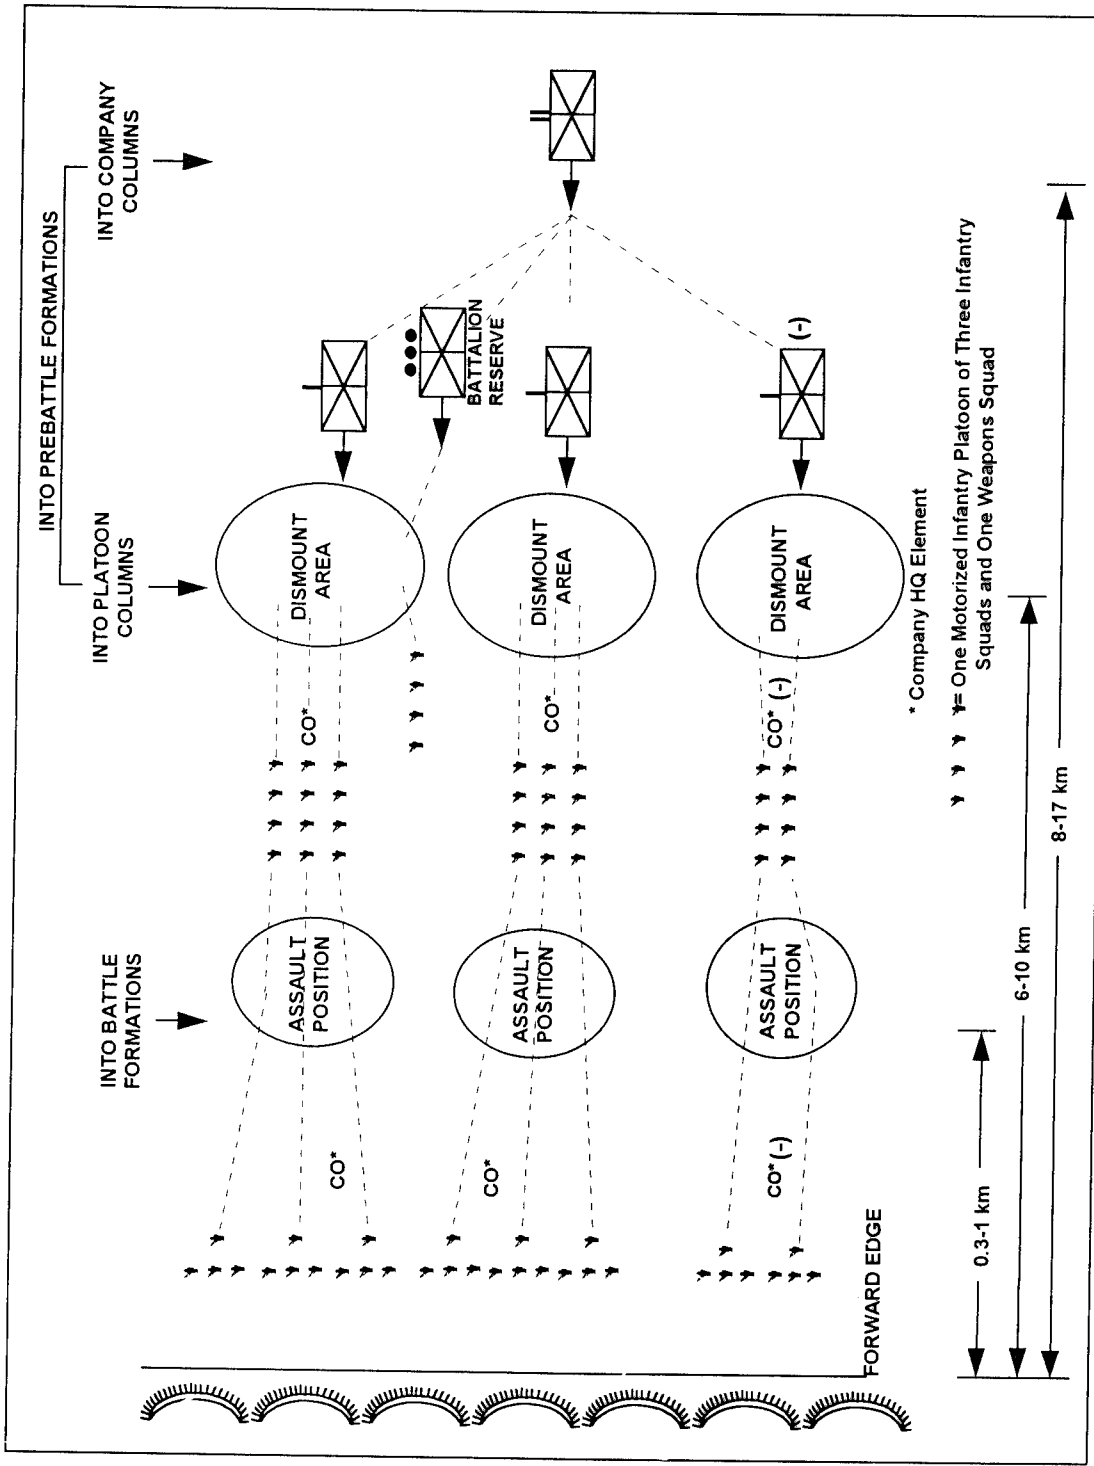 INTO PREBATTLE FORMATIONS
INTO BATTLE
FORMATIONS
INTO PLATOON
COLUMNS
INTO COMPANY
COLUMNS
CO*
ASSAULT
POSITION
CO*
DISMOUNT
AREA
BATTALION
RESERVE
CO*
ASSAULT
POSITION
CO*
DISMOUNT
AREA
CO* (-)
ASSAULT
POSITION
CO* (-)
DISMOUNT
AREA
(-)
FORWARD EDGE
* Company HQ Element
= One Motorized Infantry Platoon of Three Infantry
Squads and One Weapons Squad
0.3-1 km
6-10 km
8-17 km